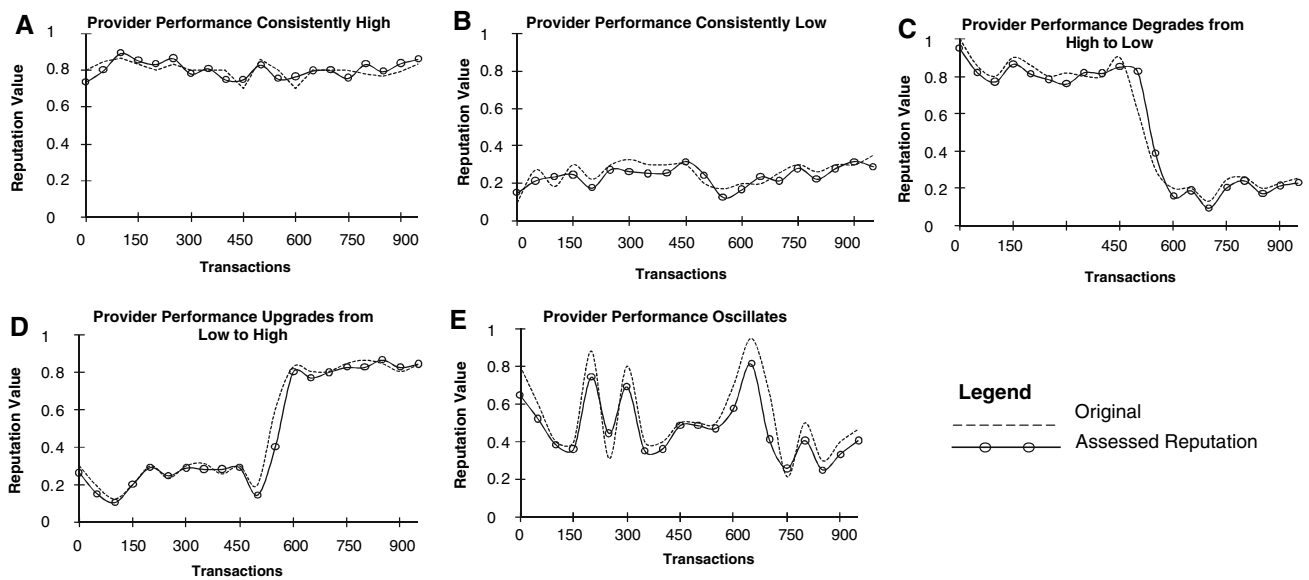 A
Provider Performance Consistently High
1
0.8
0.6
0.4
0.2
0
Reputation Value
0 150 300 450 600 750 900
Transactions
B
Provider Performance Consistently Low
1
0.8
0.6
0.4
0.2
0
Reputation Value
0 150 300 450 600 750 900
Transactions
C
Provider Performance Degrades from
High to Low
1
0.8
0.6
0.4
0.2
0
Reputation Value
0 150 450 600 750 900
Transactions
D
Provider Performance Upgrades from
Low to High
1
0.8
0.6
0.4
0.2
0
Reputation Value
0 150 300 450 600 750 900
Transactions
E
Provider Performance Oscillates
1
0.8
0.6
0.4
0.2
0
Reputation Value
0 150 300 450 600 750 900
Transactions
Legend
Original
Assessed Reputation